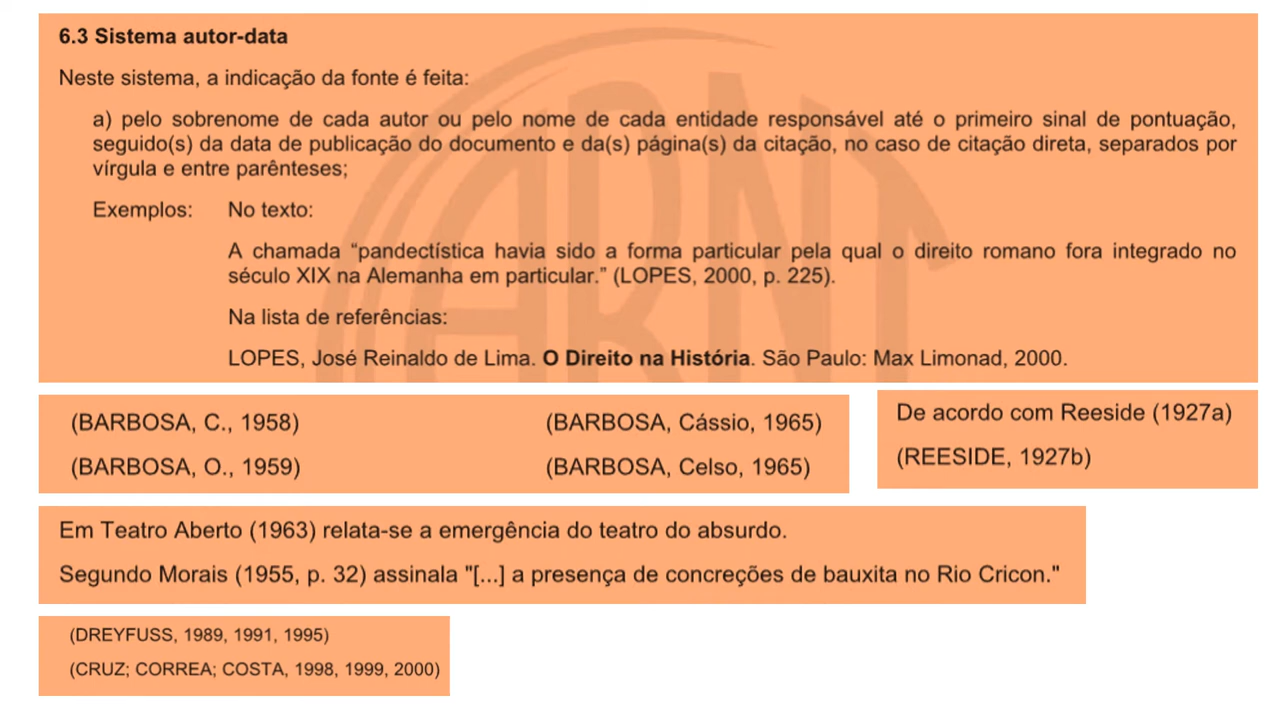 6.3 Sistema autor-data
Neste sistema, a indicação da fonte é feita:
a) pelo sobrenome de cada autor ou pelo nome de cada entidade responsável até o primeiro sinal de pontuação,
seguido(s) da data de publicação do documento e da(s) página(s) da citação, no caso de citação direta, separados por
vírgula e entre parênteses;
Exemplos: No texto:
A chamada “pandectística havia sido a forma particular pela qual o direito romano fora integrado no
século XIX na Alemanha em particular.” (LOPES, 2000, p. 225).
Na lista de referências:
LOPES, José Reinaldo de Lima. O Direito na História. São Paulo: Max Limonad, 2000.
(BARBOSA, C., 1958) (BARBOSA, Cássio, 1965)
(BARBOSA, O., 1959) (BARBOSA, Celso, 1965)
De acordo com Reeside (1927a)
(REESIDE, 1927b)
Em Teatro Aberto (1963) relata-se a emergência do teatro do absurdo.
Segundo Morais (1955, p. 32) assinala "[...] a presença de concreções de bauxita no Rio Cricon."
(DREYFUSS, 1989, 1991, 1995)
(CRUZ; CORREA; COSTA, 1998, 1999, 2000)